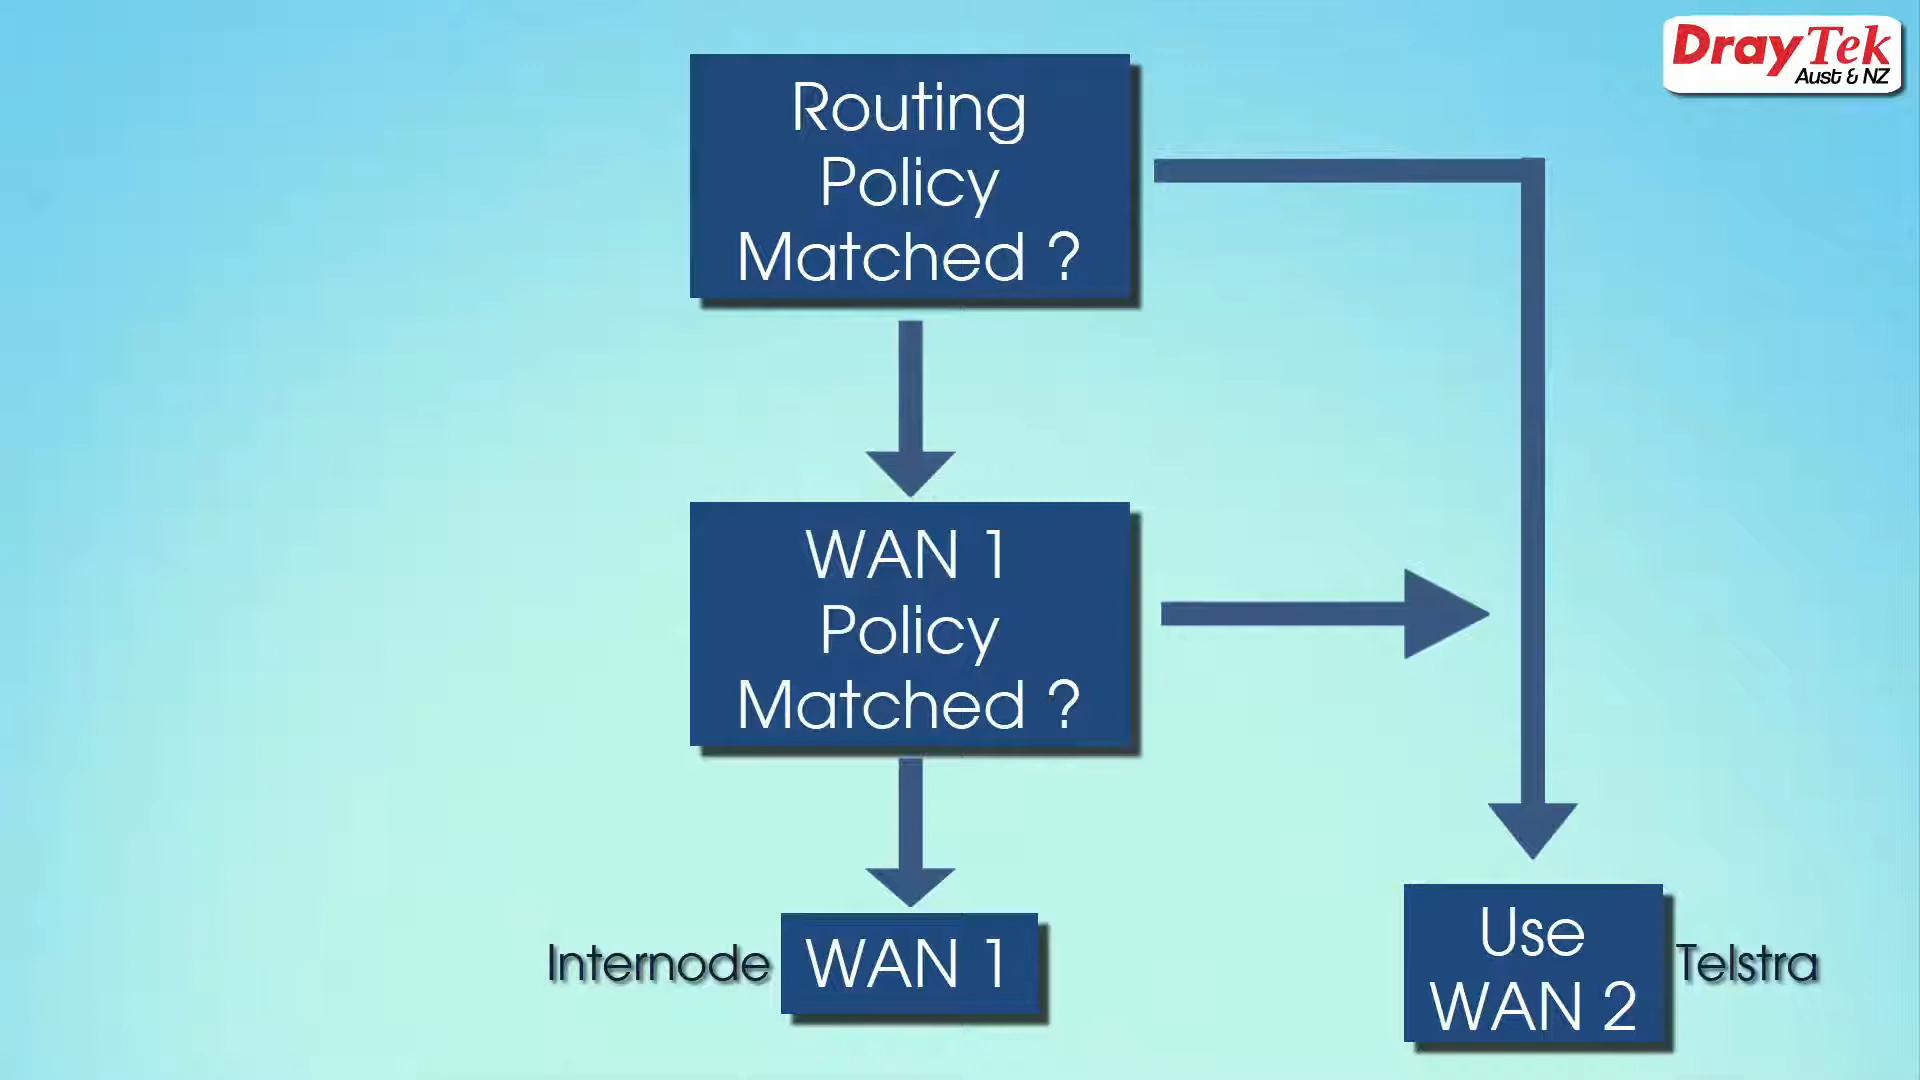 DrayTek
Aust & NZ
Routing
Policy
Matched ?
WAN 1
Policy
Matched ?
Internode
WAN 1
Use
WAN 2
Telstra